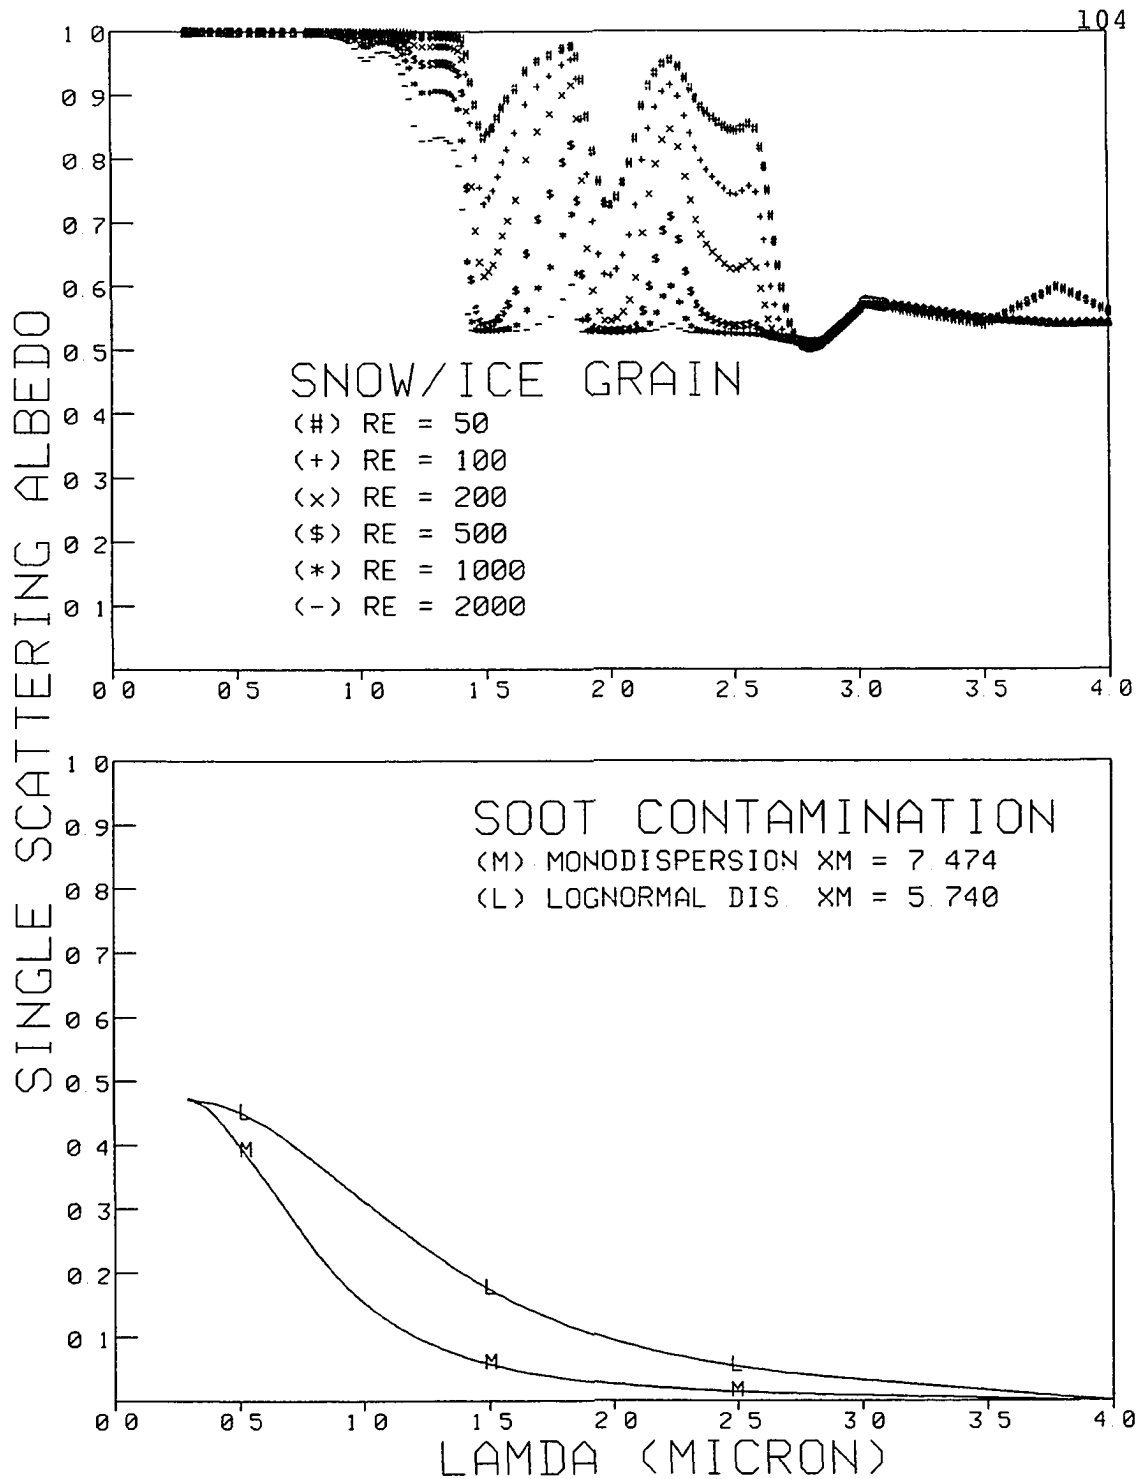 104
SINGLE SCATTERING ALBEDO
1 0
0 9
0 8
0 7
0 6
0 5
0 4
0 3
0 2
0 1
SNOW/ICE GRAIN
(#) RE = 50
(+) RE = 100
(×) RE = 200
($) RE = 500
(*) RE = 1000
(-) RE = 2000
0 0 0 5 1 0 1 5 2 0 2.5 3.0 3.5 4.0
1 0
0.9
0 8
0 7
0 6
0.5
0 4
0 3
0 2
0 1
SOOT CONTAMINATION
(M) MONODISPERSION XM = 7.474
(L) LOGNORMAL DIS. XM = 5.740
L
M
L
M
L
M
0 0 0 5 1 0 1 5 2 0 2.5 3.0 3.5 4.0
LAMDA (MICRON)